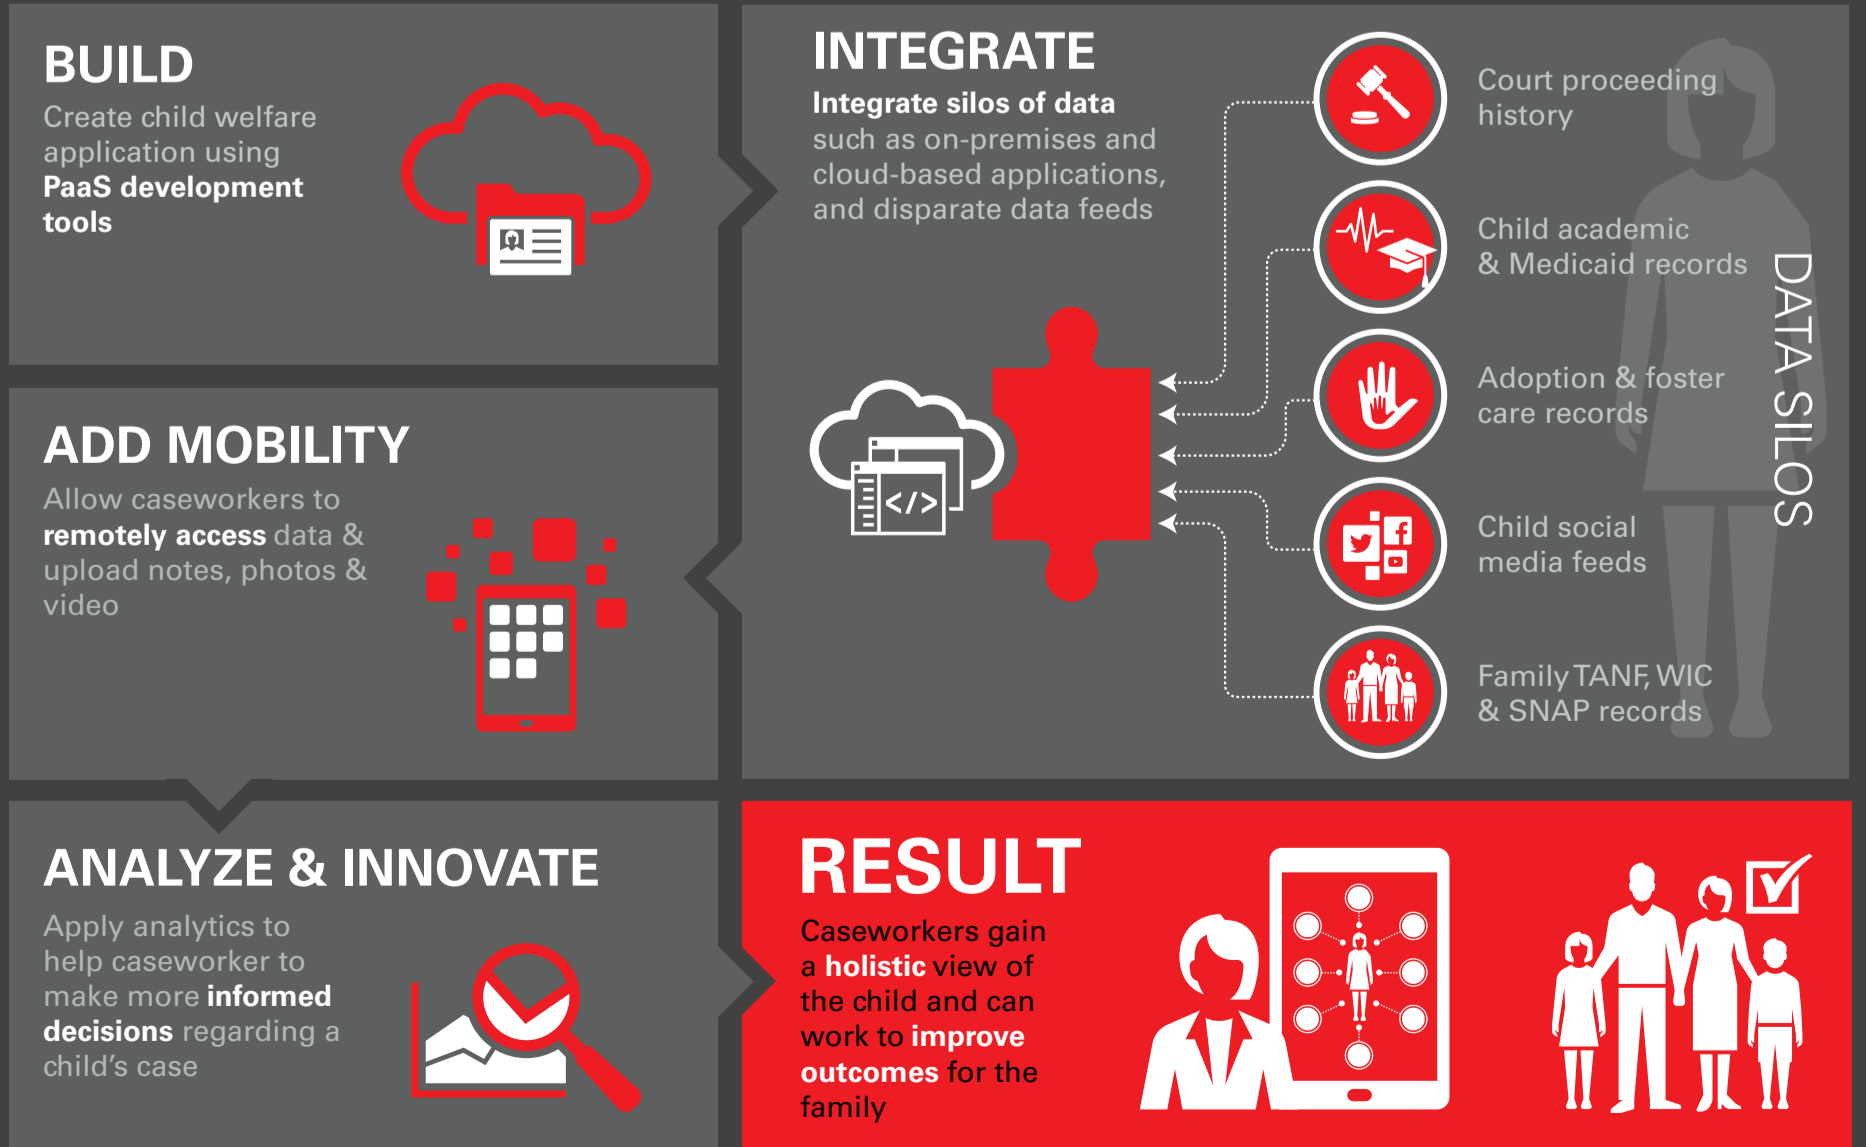 BUILD
Create child welfare
application using
PaaS development
tools
INTEGRATE
Integrate silos of data
such as on-premises and
cloud-based applications,
and disparate data feeds
</>
Court proceeding
history
Child academic
& Medicaid records
Adoption & foster
care records
Child social
media feeds
Family TANF, WIC
& SNAP records
DATA SILOS
ADD MOBILITY
Allow caseworkers to
remotely access data &
upload notes, photos &
video
ANALYZE & INNOVATE
Apply analytics to
help caseworker to
make more informed
decisions regarding a
child’s case
RESULT
Caseworkers gain
a holistic view of
the child and can
work to improve
outcomes for the
family